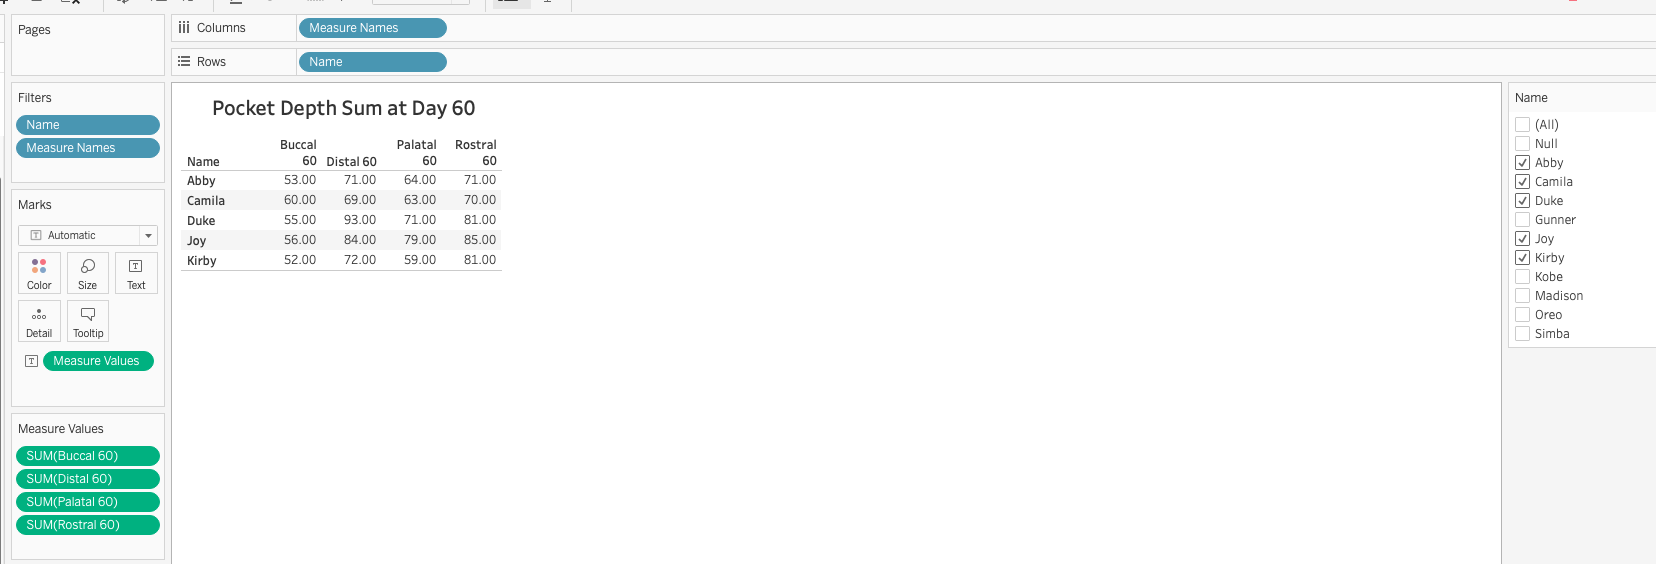 Pages
Columns
Measure Names
Rows
Name
Filters
Name
Measure Names
Marks
Automatic
Color
Size
Text
Detail
Tooltip
Measure Values
Measure Values
SUM(Buccal 60)
SUM(Distal 60)
SUM(Palatal 60)
SUM(Rostral 60)
Pocket Depth Sum at Day 60
Buccal Palatal Rostral
Name 60 Distal 60 60 60
Abby 53.00 71.00 64.00 71.00
Camila 60.00 69.00 63.00 70.00
Duke 55.00 93.00 71.00 81.00
Joy 56.00 84.00 79.00 85.00
Kirby 52.00 72.00 59.00 81.00
Name
(All)
Null
Abby
Camila
Duke
Gunner
Joy
Kirby
Kobe
Madison
Oreo
Simba